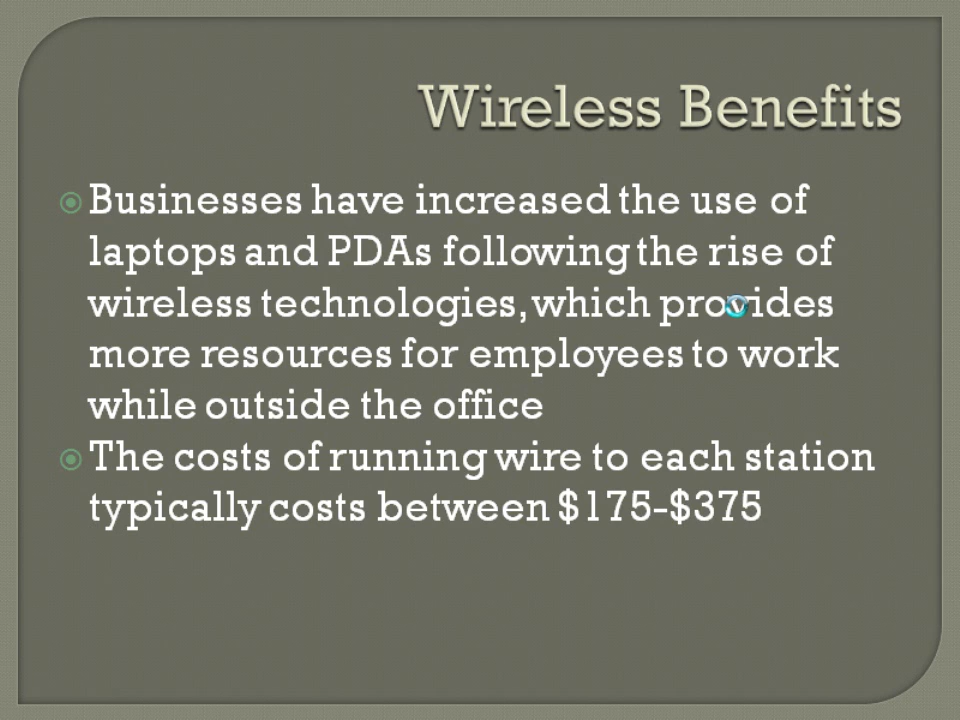 Wireless Benefits
Businesses have increased the use of
laptops and PDAs following the rise of
wireless technologies, which provides
more resources for employees to work
while outside the office
The costs of running wire to each station
typically costs between $175-$375